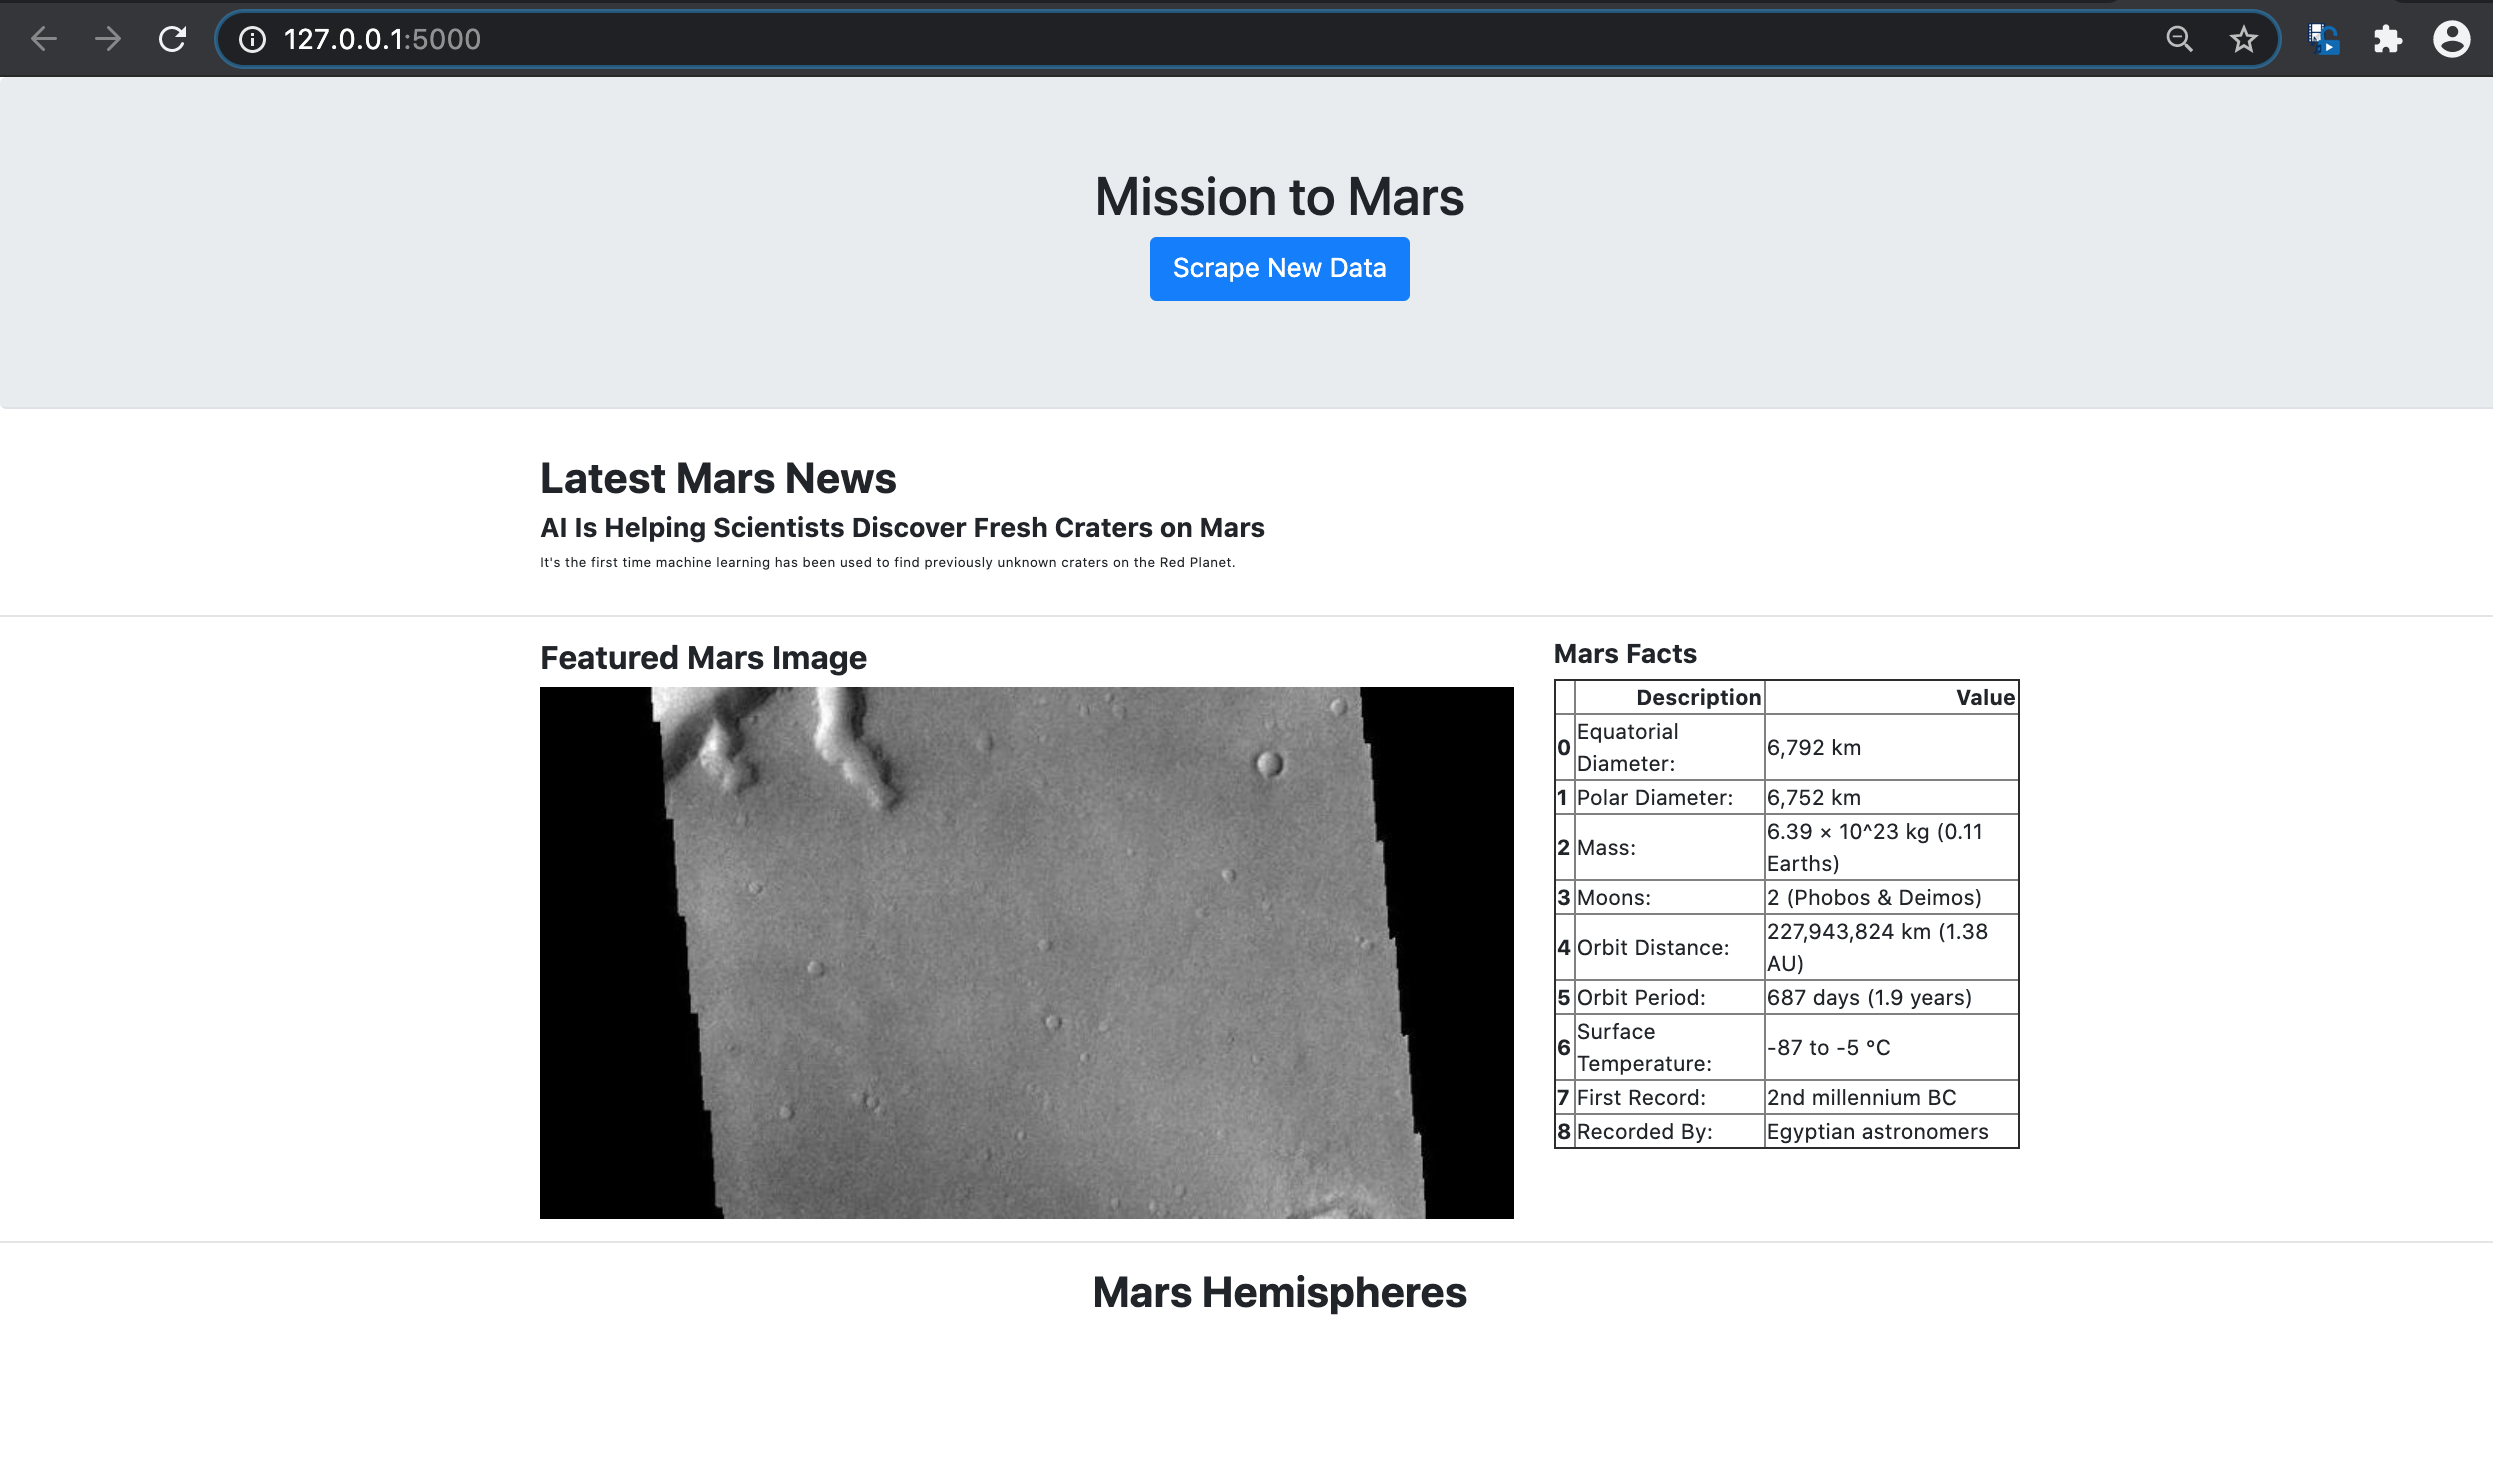 127.0.0.1:5000
Mission to Mars
Scrape New Data
Latest Mars News
AI Is Helping Scientists Discover Fresh Craters on Mars
It's the first time machine learning has been used to find previously unknown craters on the Red Planet.
Featured Mars Image
Mars Facts
Description Value
0 Equatorial Diameter: 6,792 km
1 Polar Diameter: 6,752 km
2 Mass: 6.39 × 10^23 kg (0.11 Earths)
3 Moons: 2 (Phobos & Deimos)
4 Orbit Distance: 227,943,824 km (1.38 AU)
5 Orbit Period: 687 days (1.9 years)
6 Surface Temperature: -87 to -5 °C
7 First Record: 2nd millennium BC
8 Recorded By: Egyptian astronomers
Mars Hemispheres